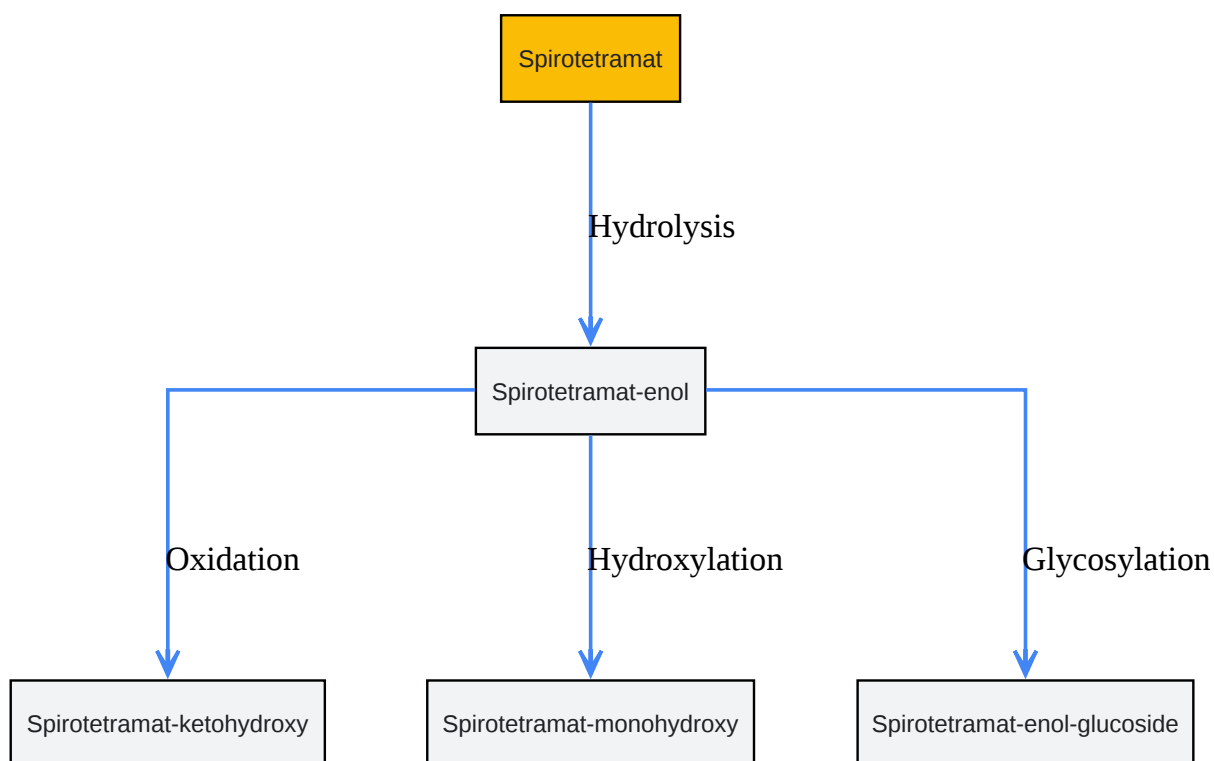 Spirotetramat
Hydrolysis
Spirotetramat-enol
Oxidation
Hydroxylation
Glycosylation
Spirotetramat-ketohydroxy
Spirotetramat-monohydroxy
Spirotetramat-enol-glucoside